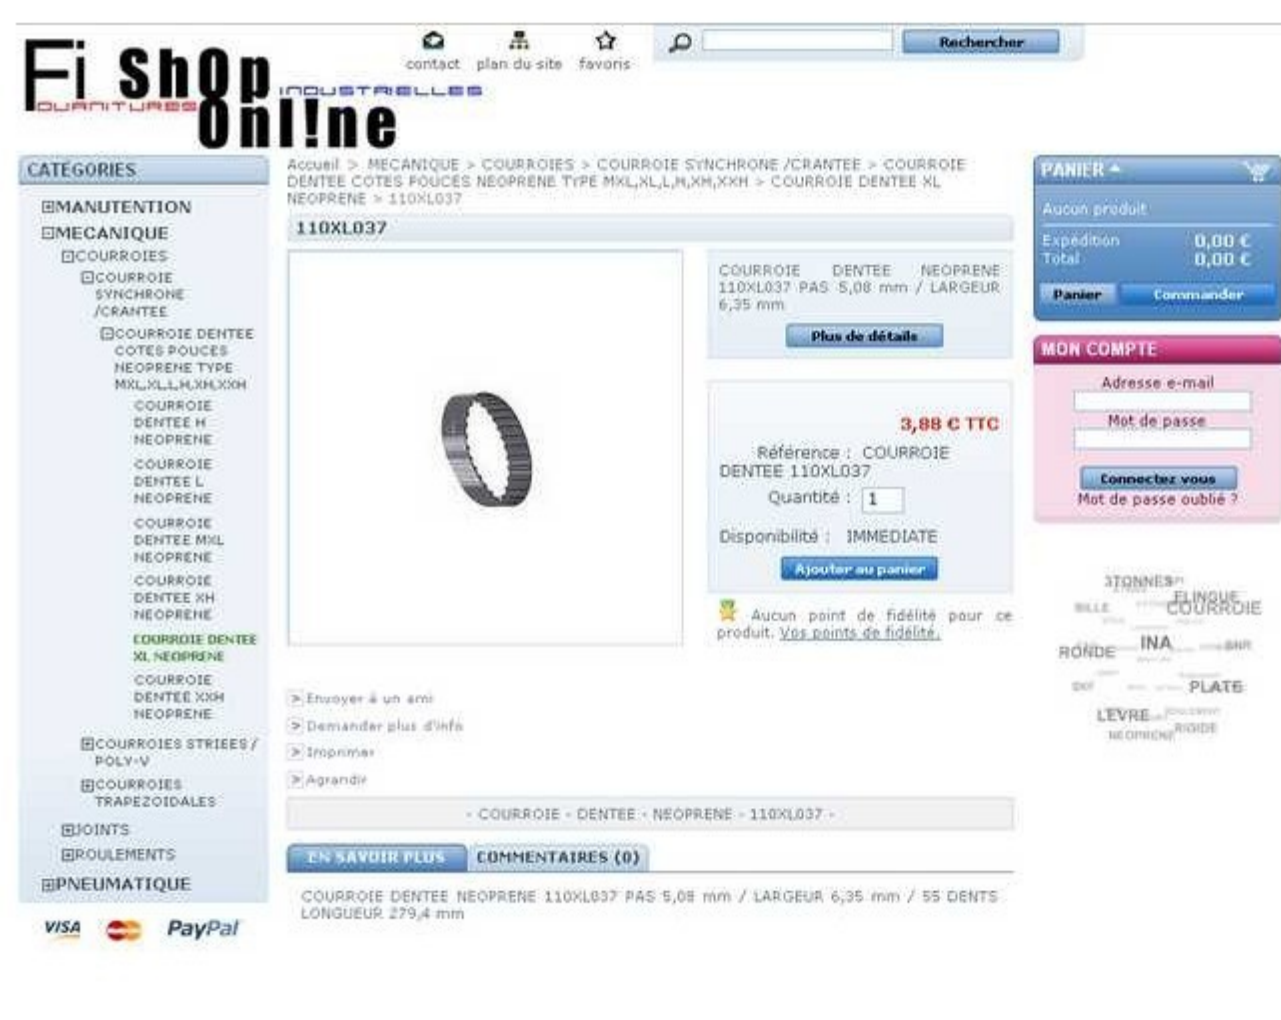 Fi ShOp
OURNITURES
INDUSTRIELLES
Onl!ne
contact plan du site favoris
Rechercher
CATÉGORIES
MANUTENTION
MECANIQUE
COURROIES
COURROIE
SYNCHRONE
/CRANTEE
COURROIE DENTEE
COTES POUCES
NEOPRENE TYPE
MXL,XL,L,H,XH,XXH
COURROIE
DENTEE H
NEOPRENE
COURROIE
DENTEE L
NEOPRENE
COURROIE
DENTEE MXL
NEOPRENE
COURROIE
DENTEE XH
NEOPRENE
COURROIE DENTEE
XL NEOPRENE
COURROIE
DENTEE XXH
NEOPRENE
COURROIES STRIEES /
POLY-V
COURROIES
TRAPEZOIDALES
JOINTS
ROULEMENTS
PNEUMATIQUE
VISA PayPal
Accueil > MECANIQUE > COURROIES > COURROIE SYNCHRONE /CRANTEE > COURROIE
DENTEE COTES POUCES NEOPRENE TYPE MXL,XL,L,H,XH,XXH > COURROIE DENTEE XL
NEOPRENE > 110XL037
110XL037
COURROIE DENTEE NEOPRENE
110XL037 PAS 5,08 mm / LARGEUR
6,35 mm
Plus de détails
3,88 € TTC
Référence : COURROIE
DENTEE 110XL037
Quantité : 1
Disponibilité : IMMEDIATE
Ajouter au panier
Aucun point de fidélité pour ce
produit. Vos points de fidélité.
> Envoyer à un ami
> Demander plus d'info
> Imprimer
> Agrandir
- COURROIE - DENTEE - NEOPRENE - 110XL037 -
EN SAVOIR PLUS COMMENTAIRES (0)
COURROIE DENTEE NEOPRENE 110XL037 PAS 5,08 mm / LARGEUR 6,35 mm / 55 DENTS
LONGUEUR 279,4 mm
PANIER
Aucun produit
Expédition 0,00 €
Total 0,00 €
Panier Commander
MON COMPTE
Adresse e-mail
Mot de passe
Connectez vous
Mot de passe oublié ?
3TONNES
ELINGUE
BILLE COURROIE
INA SNR
RONDE
SKF PLATE
LEVRE
RIGIDE
NEOPRENE